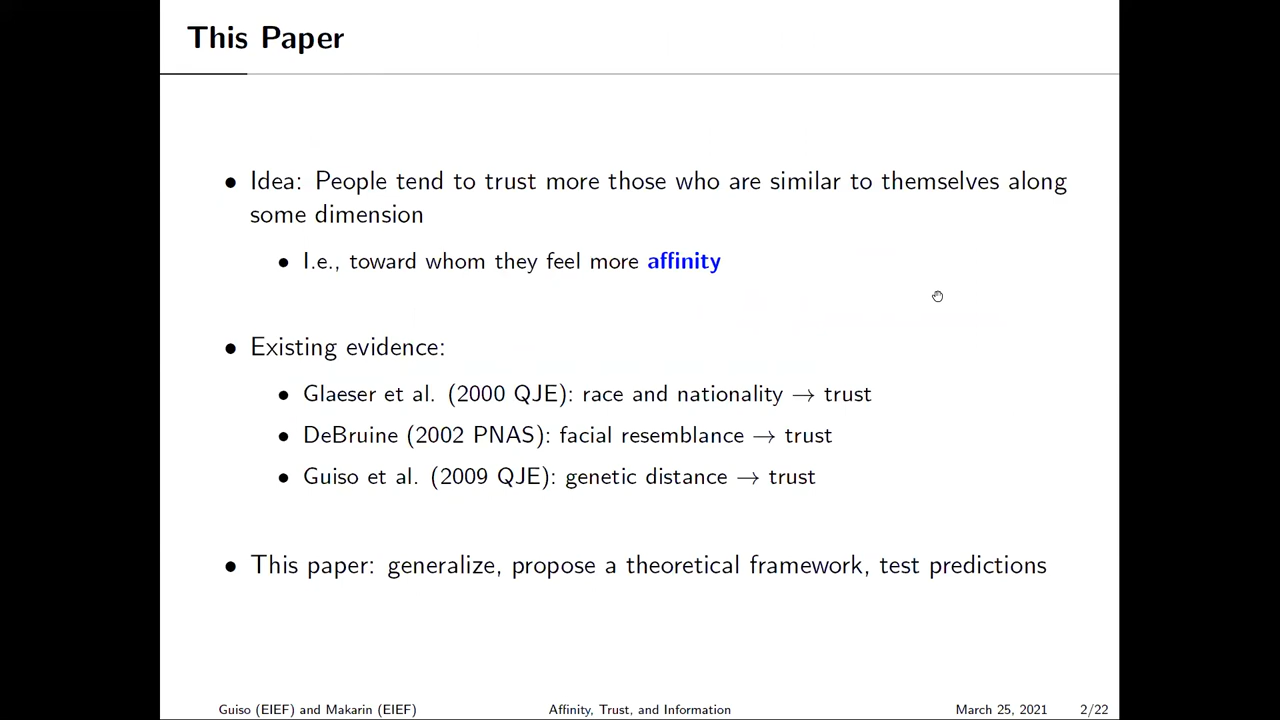 This Paper
• Idea: People tend to trust more those who are similar to themselves along
some dimension
• I.e., toward whom they feel more affinity
• Existing evidence:
• Glaeser et al. (2000 QJE): race and nationality → trust
• DeBruine (2002 PNAS): facial resemblance → trust
• Guiso et al. (2009 QJE): genetic distance → trust
• This paper: generalize, propose a theoretical framework, test predictions
Guiso (EIEF) and Makarin (EIEF) Affinity, Trust, and Information March 25, 2021 2/22